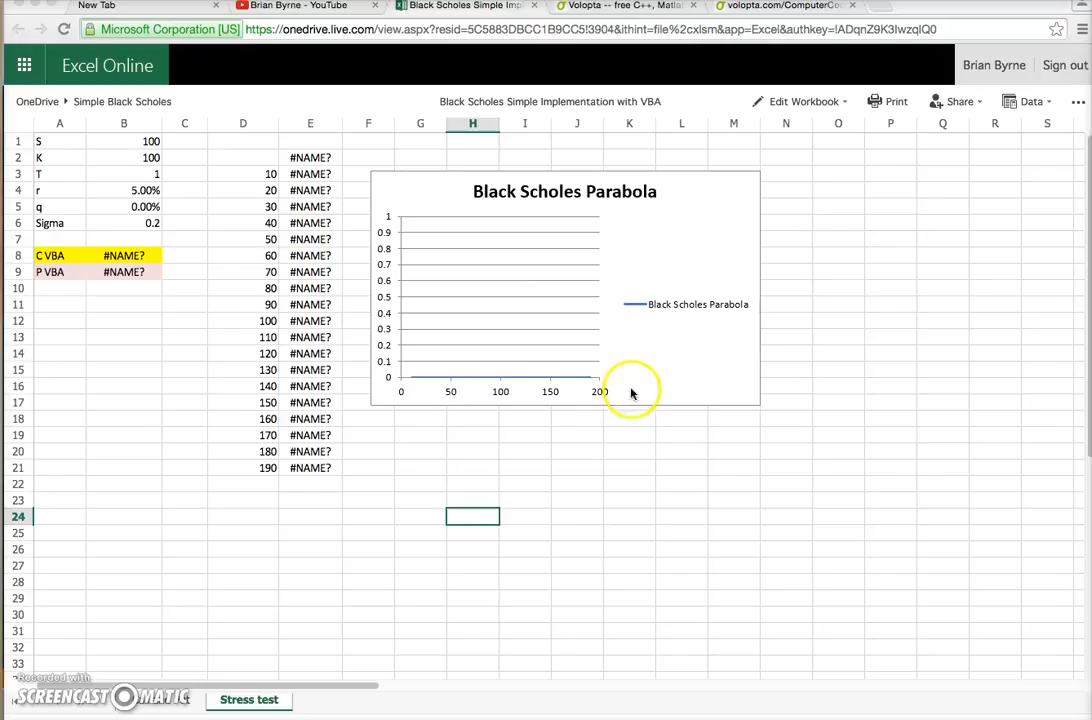 New Tab × Brian Byrne - YouTube × Black Scholes Simple Impl × Volopta -- free C++, Matlab × volopta.com/ComputerCo ×
Microsoft Corporation [US] https://onedrive.live.com/view.aspx?resid=5C5883DBCC1B9CC5!3904&ithint=file%2cxlsm&app=Excel&authkey=!ADqnZ9K3IwzqIQ0
Excel Online Brian Byrne Sign out
OneDrive Simple Black Scholes Black Scholes Simple Implementation with VBA Edit Workbook Print Share Data
A B C D E F G H I J K L M N O P Q R S
1 S 100
2 K 100 #NAME?
3 T 1 10 #NAME?
4 r 5.00% 20 #NAME?
5 q 0.00% 30 #NAME?
6 Sigma 0.2 40 #NAME?
7 50 #NAME?
8 C VBA #NAME? 60 #NAME?
9 P VBA #NAME? 70 #NAME?
10 80 #NAME?
11 90 #NAME?
12 100 #NAME?
13 110 #NAME?
14 120 #NAME?
15 130 #NAME?
16 140 #NAME?
17 150 #NAME?
18 160 #NAME?
19 170 #NAME?
20 180 #NAME?
21 190 #NAME?
22
23
24
25
26
27
28
29
30
31
32
33
Black Scholes Parabola
1
0.9
0.8
0.7
0.6
0.5
0.4
0.3
0.2
0.1
0
0 50 100 150 200
Black Scholes Parabola
Recorded with
SCREENCAST-O-MATIC
Stress test